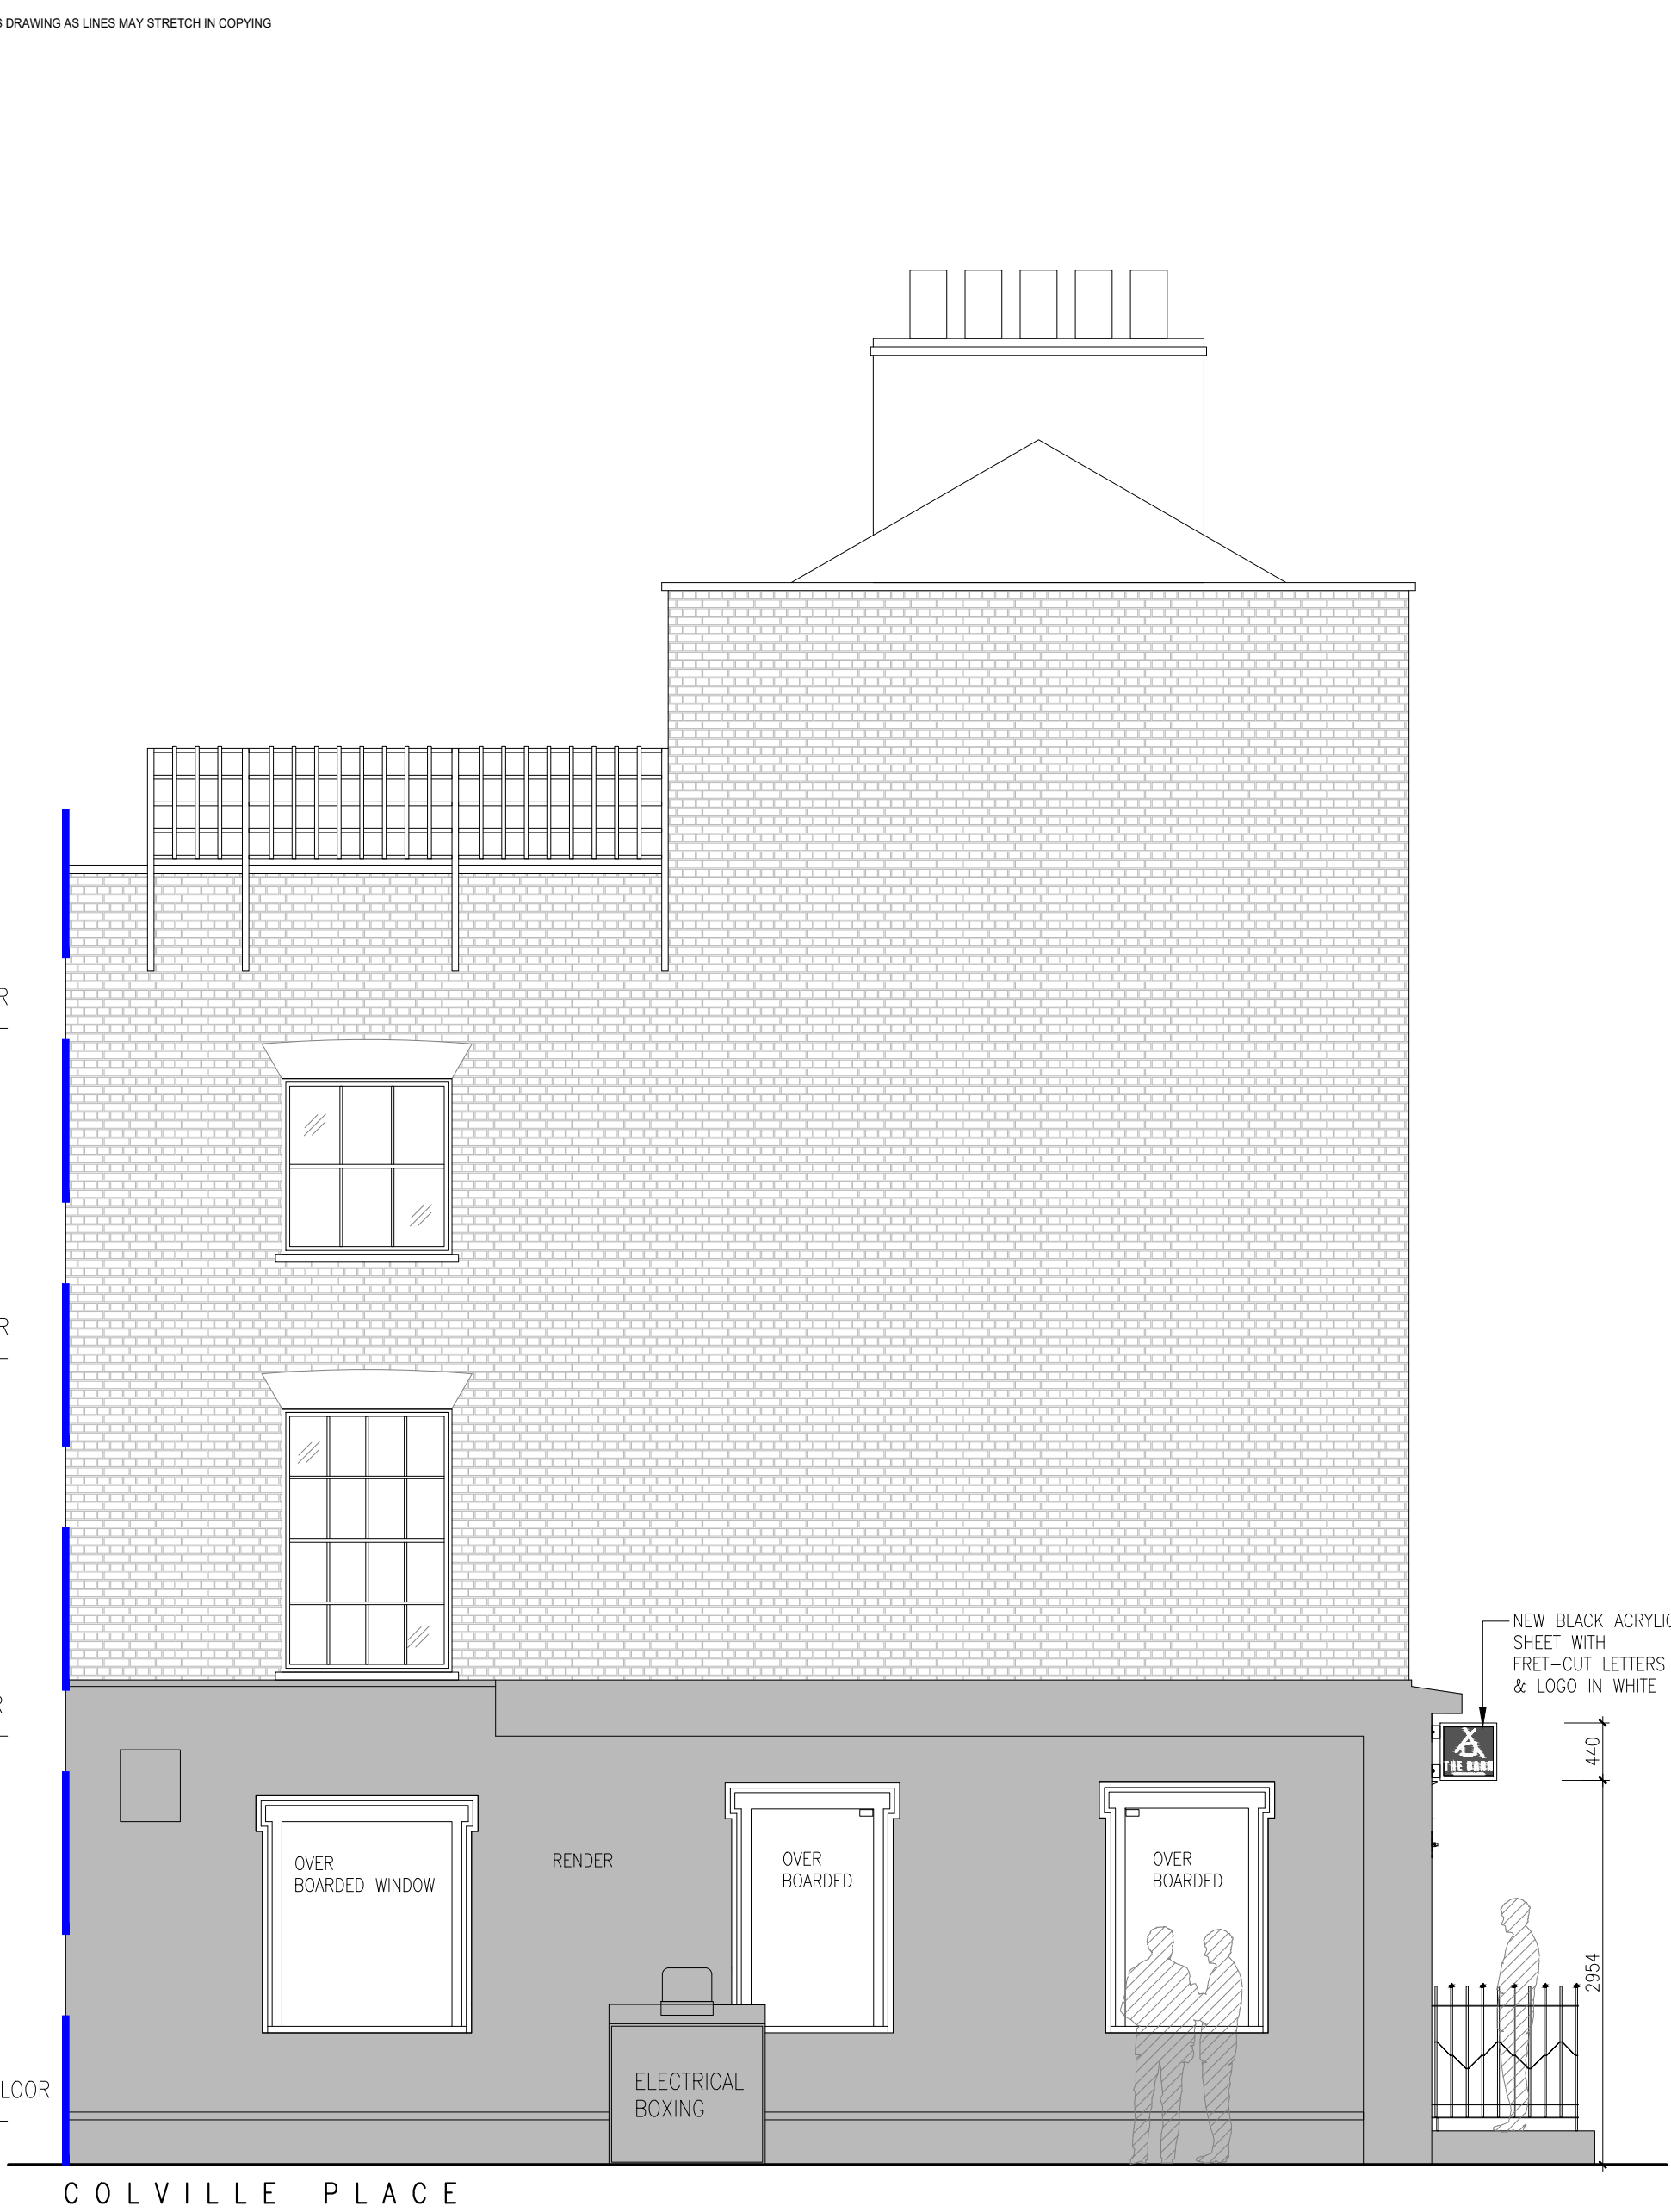 S DRAWING AS LINES MAY STRETCH IN COPYING
R
R
NEW BLACK ACRYLIC
SHEET WITH
FRET-CUT LETTERS
& LOGO IN WHITE
R
440
THE
OVER
BOARDED WINDOW
RENDER
OVER
BOARDED
OVER
BOARDED
2954
ELECTRICAL
BOXING
LOOR
COLVILLE PLACE